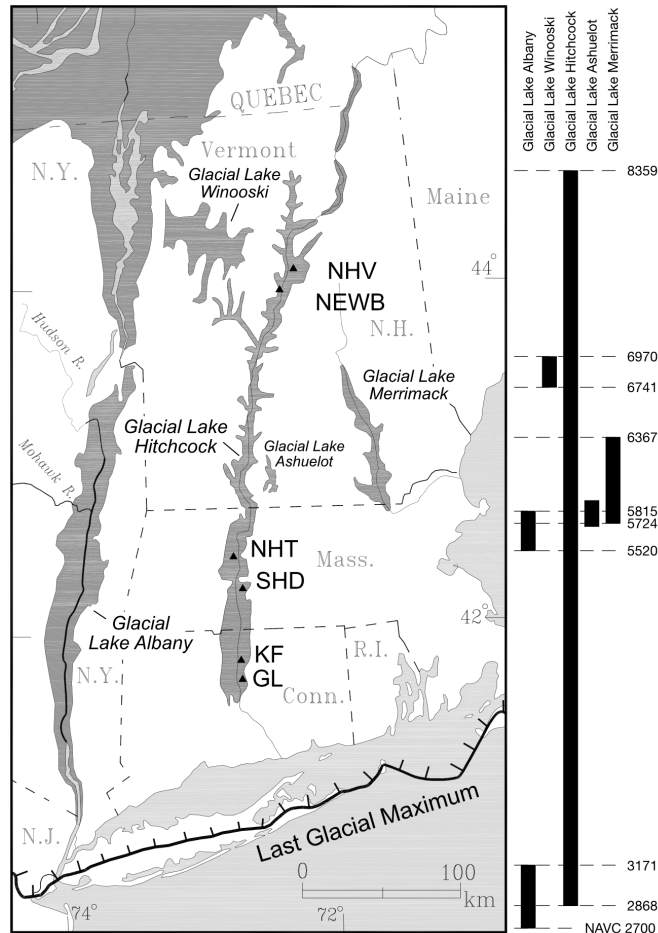 QUEBEC
Vermont
N.Y.
Glacial Lake
Winooski
Maine
44°
NHV
NEWB
N.H.
Hudson R.
Glacial Lake
Merrimack
Glacial Lake
Hitchcock
Glacial Lake
Ashuelot
Mohawk R.
NHT
Mass.
SHD
42°
Glacial
Lake Albany
R.I.
KF
N.Y.
GL
Conn.
Last Glacial Maximum
N.J.
0 100
km
74°
72°
Glacial Lake Albany
Glacial Lake Winooski
Glacial Lake Hitchcock
Glacial Lake Ashuelot
Glacial Lake Merrimack
8359
6970
6741
6367
5815
5724
5520
3171
2868
NAVC 2700